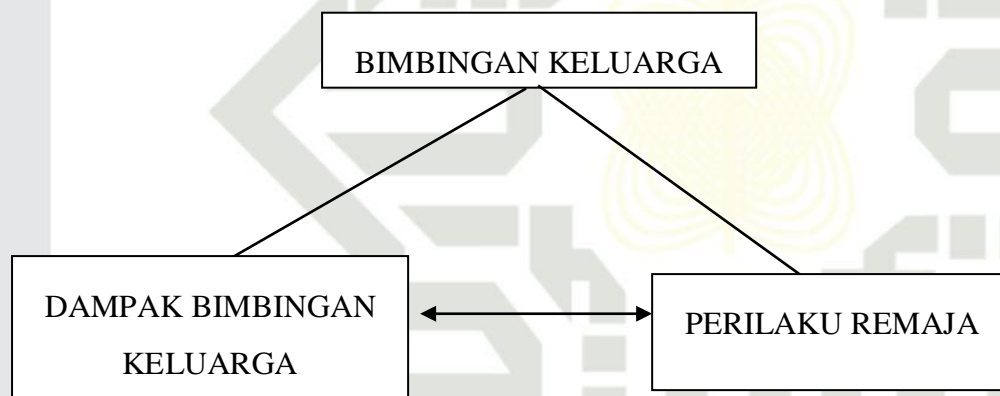 BIMBINGAN KELUARGA
DAMPAK BIMBINGAN
KELUARGA
PERILAKU REMAJA